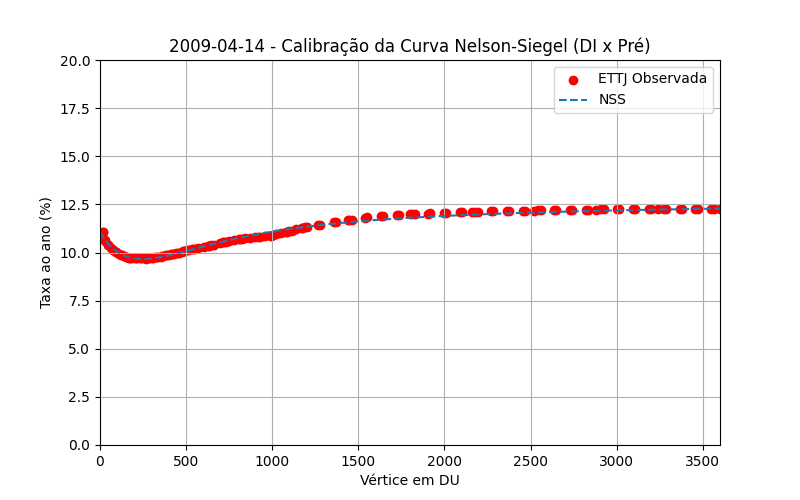 2009-04-14 - Calibração da Curva Nelson-Siegel (DI x Pré)
ETTJ Observada
NSS
Taxa ao ano (%)
20.0
17.5
15.0
12.5
10.0
7.5
5.0
2.5
0.0
0 500 1000 1500 2000 2500 3000 3500
Vértice em DU